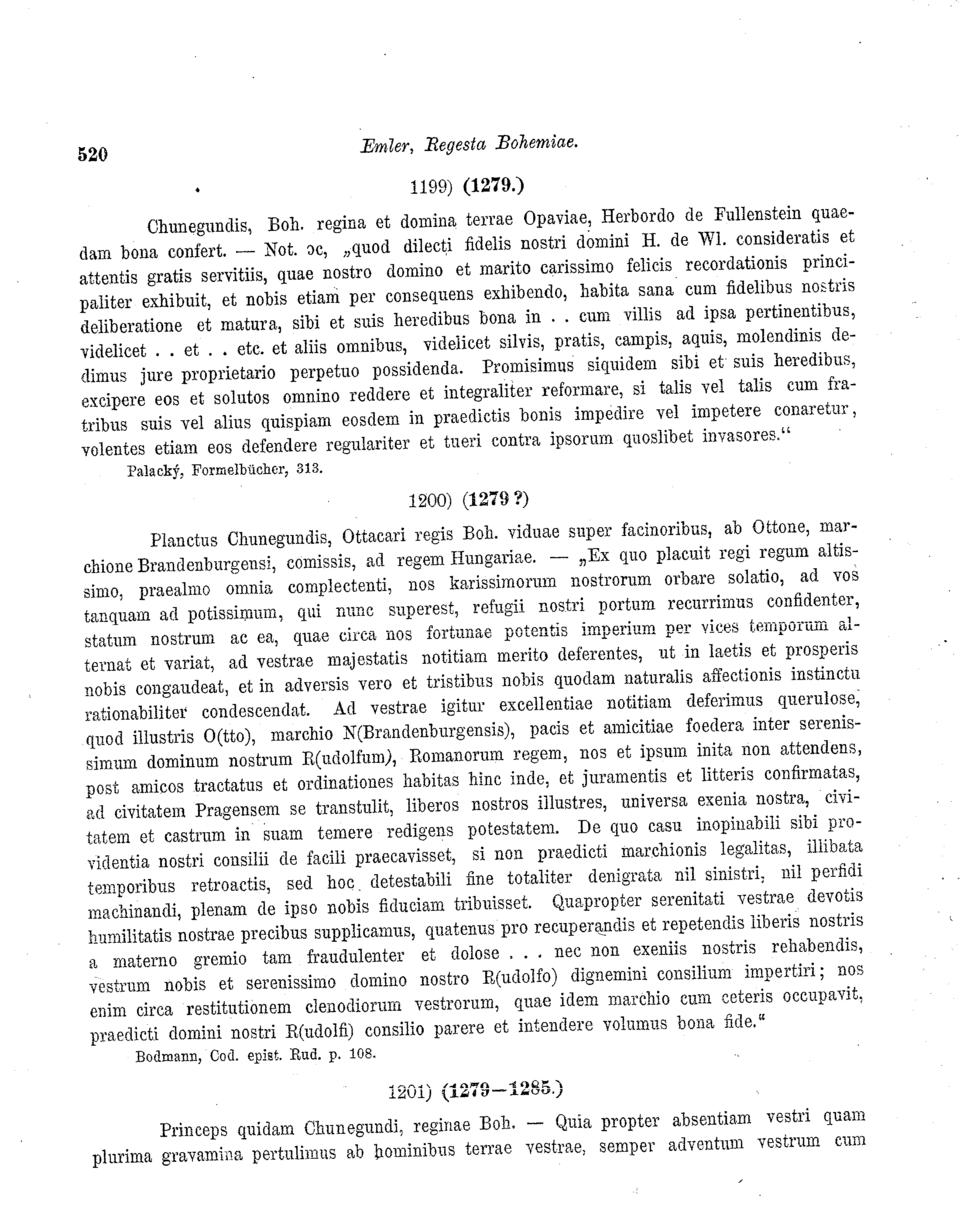 520
Emler, Regesta Bohemiae.
1199) (1279.)
Chunegundis, Boh. regina et domina terrae Opaviae, Herbordo de Fullenstein quae-
dam bona confert. — Not. ɔc, „quod dilecti fidelis nostri domini H. de Wl. consideratis et
attentis gratis servitiis, quae nostro domino et marito carissimo felicis recordationis princi-
paliter exhibuit, et nobis etiam per consequens exhibendo, habita sana cum fidelibus nostris
deliberatione et matura, sibi et suis heredibus bona in . . cum villis ad ipsa pertinentibus,
videlicet . . et . . etc. et aliis omnibus, videlicet silvis, pratis, campis, aquis, molendinis de-
dimus jure proprietario perpetuo possidenda. Promisimus siquidem sibi et suis heredibus,
excipere eos et solutos omnino reddere et integraliter reformare, si talis vel talis cum fra-
tribus suis vel alius quispiam eosdem in praedictis bonis impedire vel impetere conaretur,
volentes etiam eos defendere regulariter et tueri contra ipsorum quoslibet invasores.“
Palacký, Formelbücher, 313.
1200) (1279?)
Planctus Chunegundis, Ottacari regis Boh. viduae super facinoribus, ab Ottone, mar-
chione Brandenburgensi, comissis, ad regem Hungariae. — „Ex quo placuit regi regum altis-
simo, praealmo omnia complectenti, nos karissimorum nostrorum orbare solatio, ad vos
tanquam ad potissimum, qui nunc superest, refugii nostri portum recurrimus confidenter,
statum nostrum ac ea, quae circa nos fortunae potentis imperium per vices temporum al-
ternat et variat, ad vestrae majestatis notitiam merito deferentes, ut in laetis et prosperis
nobis congaudeat, et in adversis vero et tristibus nobis quodam naturalis affectionis instinctu
rationabiliter condescendat. Ad vestrae igitur excellentiae notitiam deferimus querulose,
quod illustris O(tto), marchio N(Brandenburgensis), pacis et amicitiae foedera inter serenis-
simum dominum nostrum R(udolfum), Romanorum regem, nos et ipsum inita non attendens,
post amicos tractatus et ordinationes habitas hinc inde, et juramentis et litteris confirmatas,
ad civitatem Pragensem se transtulit, liberos nostros illustres, universa exenia nostra, civi-
tatem et castrum in suam temere redigens potestatem. De quo casu inopinabili sibi pro-
videntia nostri consilii de facili praecavisset, si non praedicti marchionis legalitas, illibata
temporibus retroactis, sed hoc detestabili fine totaliter denigrata nil sinistri, nil perfidi
machinandi, plenam de ipso nobis fiduciam tribuisset. Quapropter serenitati vestrae devotis
humilitatis nostrae precibus supplicamus, quatenus pro recuperandis et repetendis liberis nostris
a materno gremio tam fraudulenter et dolose . . . nec non exeniis nostris rehabendis,
vestrum nobis et serenissimo domino nostro R(udolfo) dignemini consilium impertiri; nos
enim circa restitutionem clenodiorum vestrorum, quae idem marchio cum ceteris occupavit,
praedicti domini nostri R(udolfi) consilio parere et intendere volumus bona fide.“
Bodmann, Cod. epist. Rud. p. 108.
1201) (1279—1285.)
Princeps quidam Chunegundi, reginae Boh. — Quia propter absentiam vestri quam
plurima gravamina pertulimus ab hominibus terrae vestrae, semper adventum vestrum cum